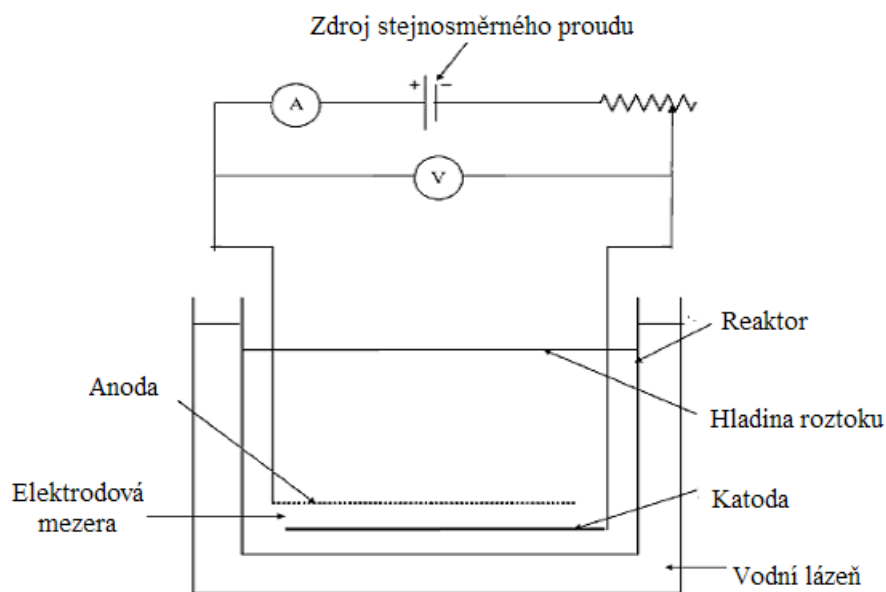 Zdroj stejnosměrného proudu
+
−
A
V
Reaktor
Anoda
Hladina roztoku
Elektrodová
mezera
Katoda
Vodní lázeň